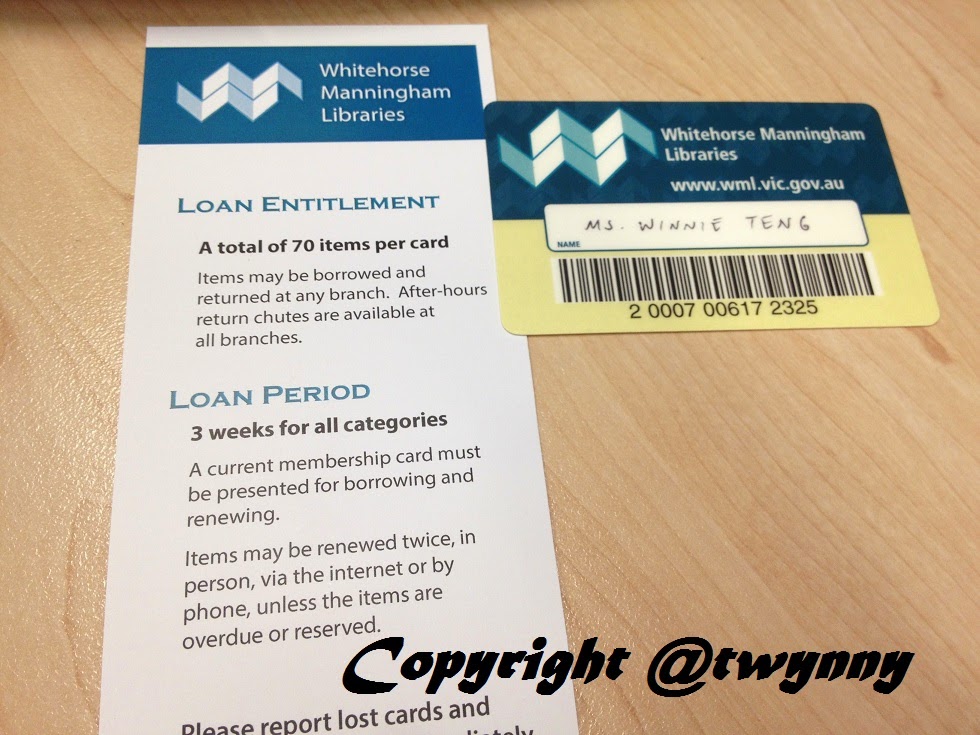 Whitehorse
Manningham
Libraries
LOAN ENTITLEMENT
A total of 70 items per card
Items may be borrowed and
returned at any branch. After-hours
return chutes are available at
all branches.
LOAN PERIOD
3 weeks for all categories
A current membership card must
be presented for borrowing and
renewing.
Items may be renewed twice, in
person, via the internet or by
phone, unless the items are
overdue or reserved.
Please report lost cards and
Whitehorse Manningham
Libraries
www.wml.vic.gov.au
MS. WINNIE TENG
NAME
2 0007 00617 2325
Copyright @twynny